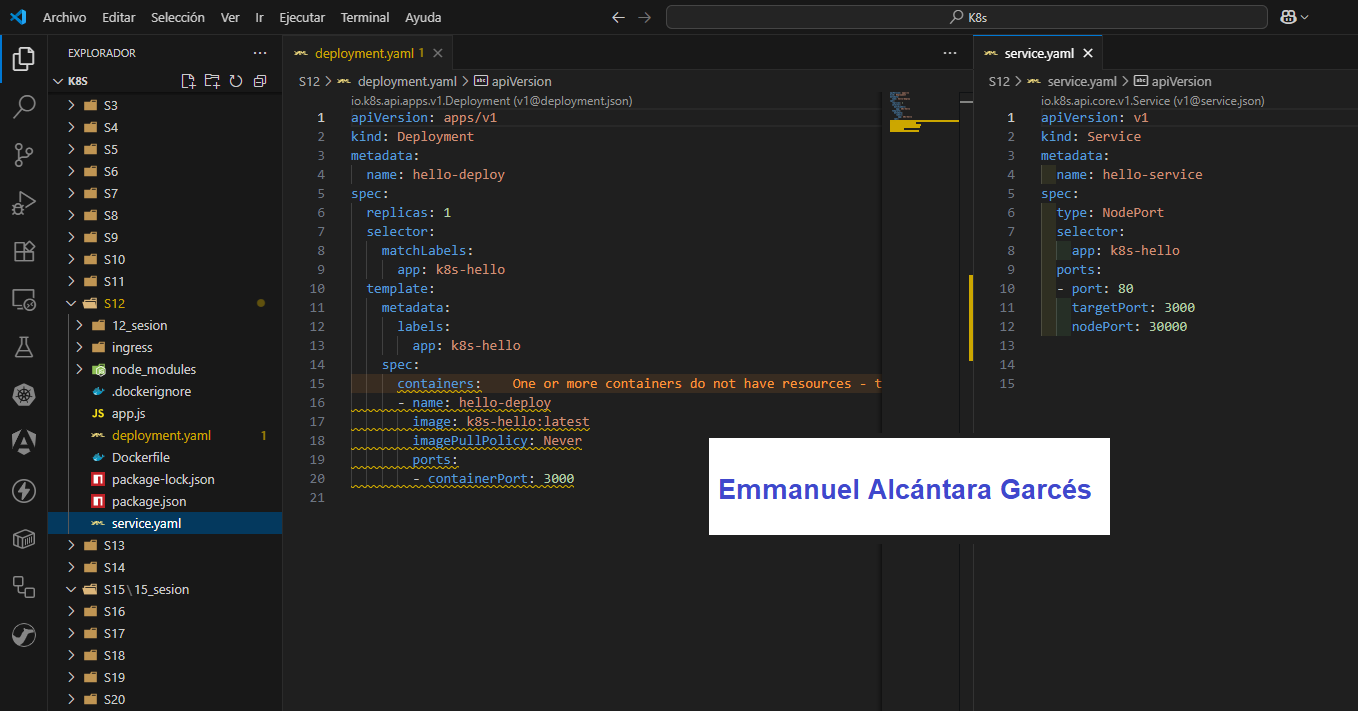 Archivo Editar Selección Ver Ir Ejecutar Terminal Ayuda
K8s
EXPLORADOR
K8S
S3
S4
S5
S6
S7
S8
S9
S10
S11
S12
12_sesion
ingress
node_modules
.dockerignore
JS app.js
deployment.yaml 1
Dockerfile
package-lock.json
package.json
service.yaml
S13
S14
S15\15_sesion
S16
S17
S18
S19
S20
deployment.yaml 1
S12 > deployment.yaml > apiVersion
io.k8s.api.apps.v1.Deployment (v1@deployment.json)
1 apiVersion: apps/v1
2 kind: Deployment
3 metadata:
4 name: hello-deploy
5 spec:
6 replicas: 1
7 selector:
8 matchLabels:
9 app: k8s-hello
10 template:
11 metadata:
12 labels:
13 app: k8s-hello
14 spec:
15 containers: One or more containers do not have resources - t
16 - name: hello-deploy
17 image: k8s-hello:latest
18 imagePullPolicy: Never
19 ports:
20 - containerPort: 3000
21
service.yaml
S12 > service.yaml > apiVersion
io.k8s.api.core.v1.Service (v1@service.json)
1 apiVersion: v1
2 kind: Service
3 metadata:
4 name: hello-service
5 spec:
6 type: NodePort
7 selector:
8 app: k8s-hello
9 ports:
10 - port: 80
11 targetPort: 3000
12 nodePort: 30000
13
14
15
Emmanuel Alcántara Garcés